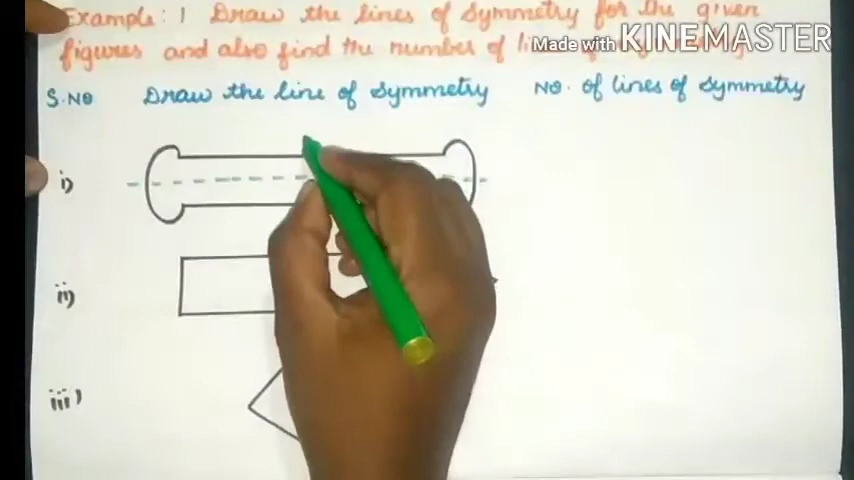 Example: 1 Draw the lines of Symmetry for the given
figures and also find the number of
Made with KINEMASTER
S.NO Draw the line of Symmetry No. of lines of Symmetry
i)
ii)
iii)